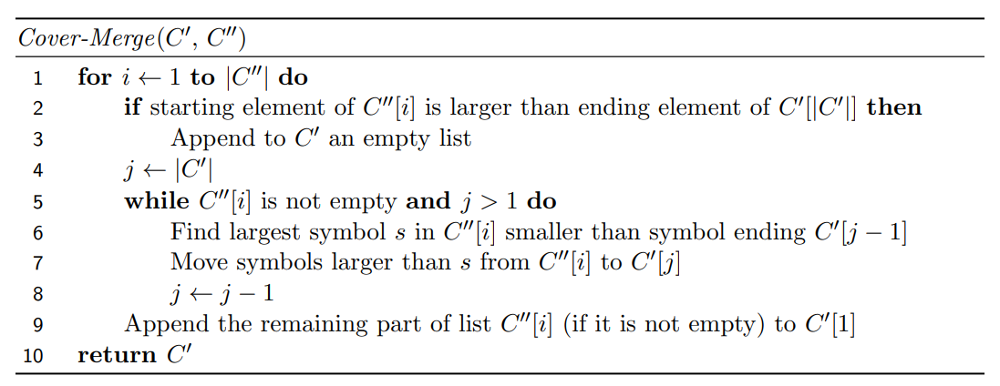 Cover-Merge(C′, C″)
1 for i ← 1 to |C″| do
2 if starting element of C″[i] is larger than ending element of C′[|C′|] then
3 Append to C′ an empty list
4 j ← |C′|
5 while C″[i] is not empty and j > 1 do
6 Find largest symbol s in C″[i] smaller than symbol ending C′[j − 1]
7 Move symbols larger than s from C″[i] to C′[j]
8 j ← j − 1
9 Append the remaining part of list C″[i] (if it is not empty) to C′[1]
10 return C′